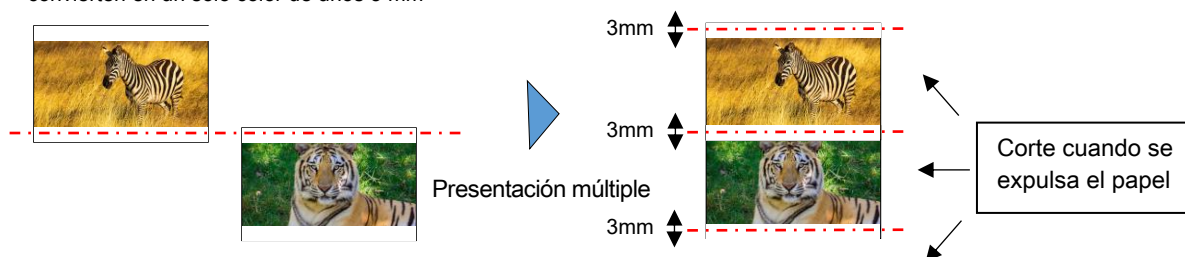 3mm
3mm
Corte cuando se
expulsa el papel
Presentación múltiple
3mm